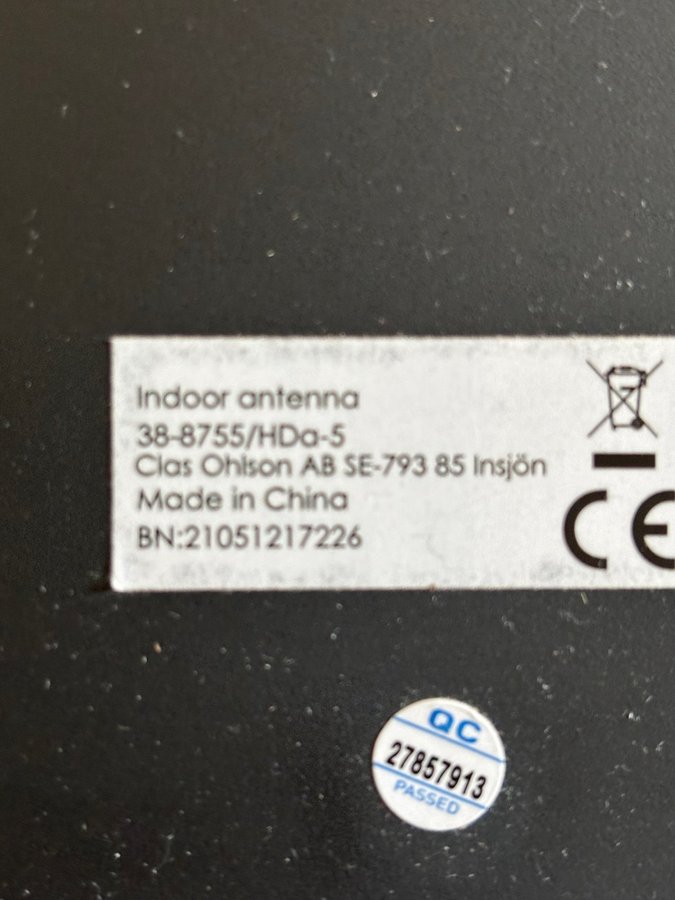 Indoor antenna
38-8755/HDa-5
Clas Ohlson AB SE-793 85 Insjön
Made in China
BN:21051217226
CE
QC
27857913
PASSED